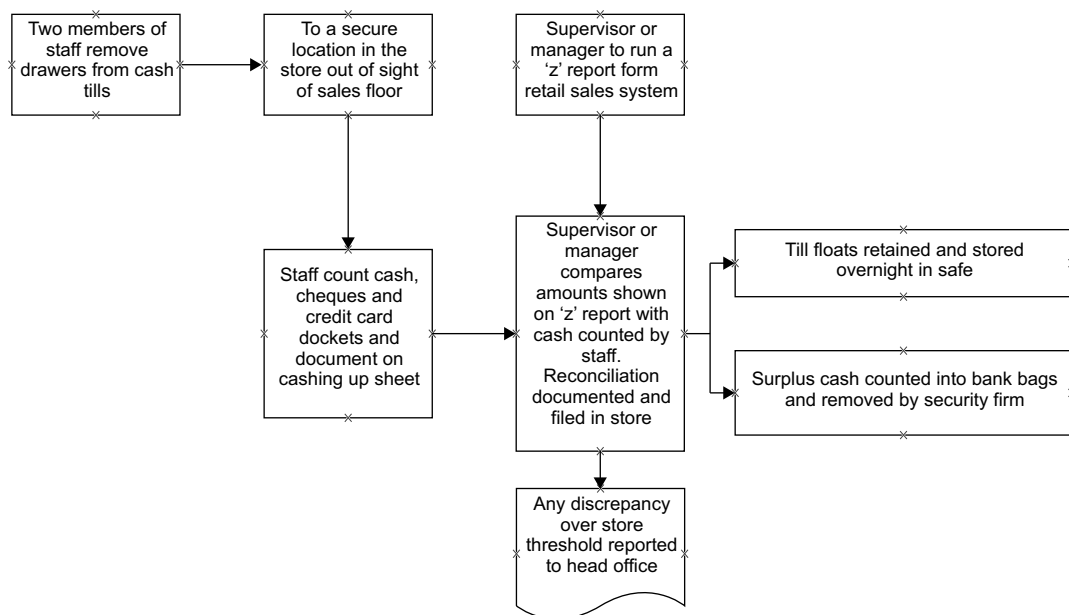 Two members of
staff remove
drawers from cash
tills
To a secure
location in the
store out of sight
of sales floor
Supervisor or
manager to run a
‘z’ report form
retail sales system
Staff count cash,
cheques and
credit card
dockets and
document on
cashing up sheet
Supervisor or
manager
compares
amounts shown
on ‘z’ report with
cash counted by
staff.
Reconciliation
documented and
filed in store
Till floats retained and stored
overnight in safe
Surplus cash counted into bank bags
and removed by security firm
Any discrepancy
over store
threshold reported
to head office